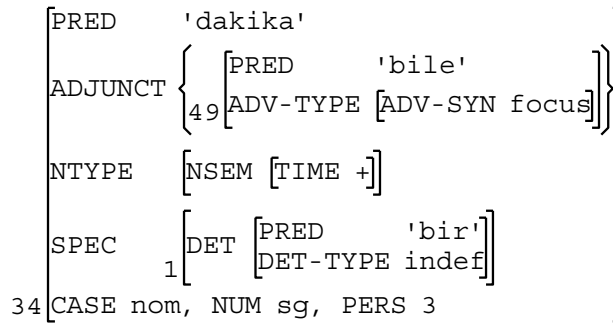 PRED 'dakika'
PRED 'bile'
ADJUNCT
49 ADV-TYPE ADV-SYN focus
NTYPE NSEM TIME +
PRED 'bir'
SPEC DET
1 DET-TYPE indef
34 CASE nom, NUM sg, PERS 3